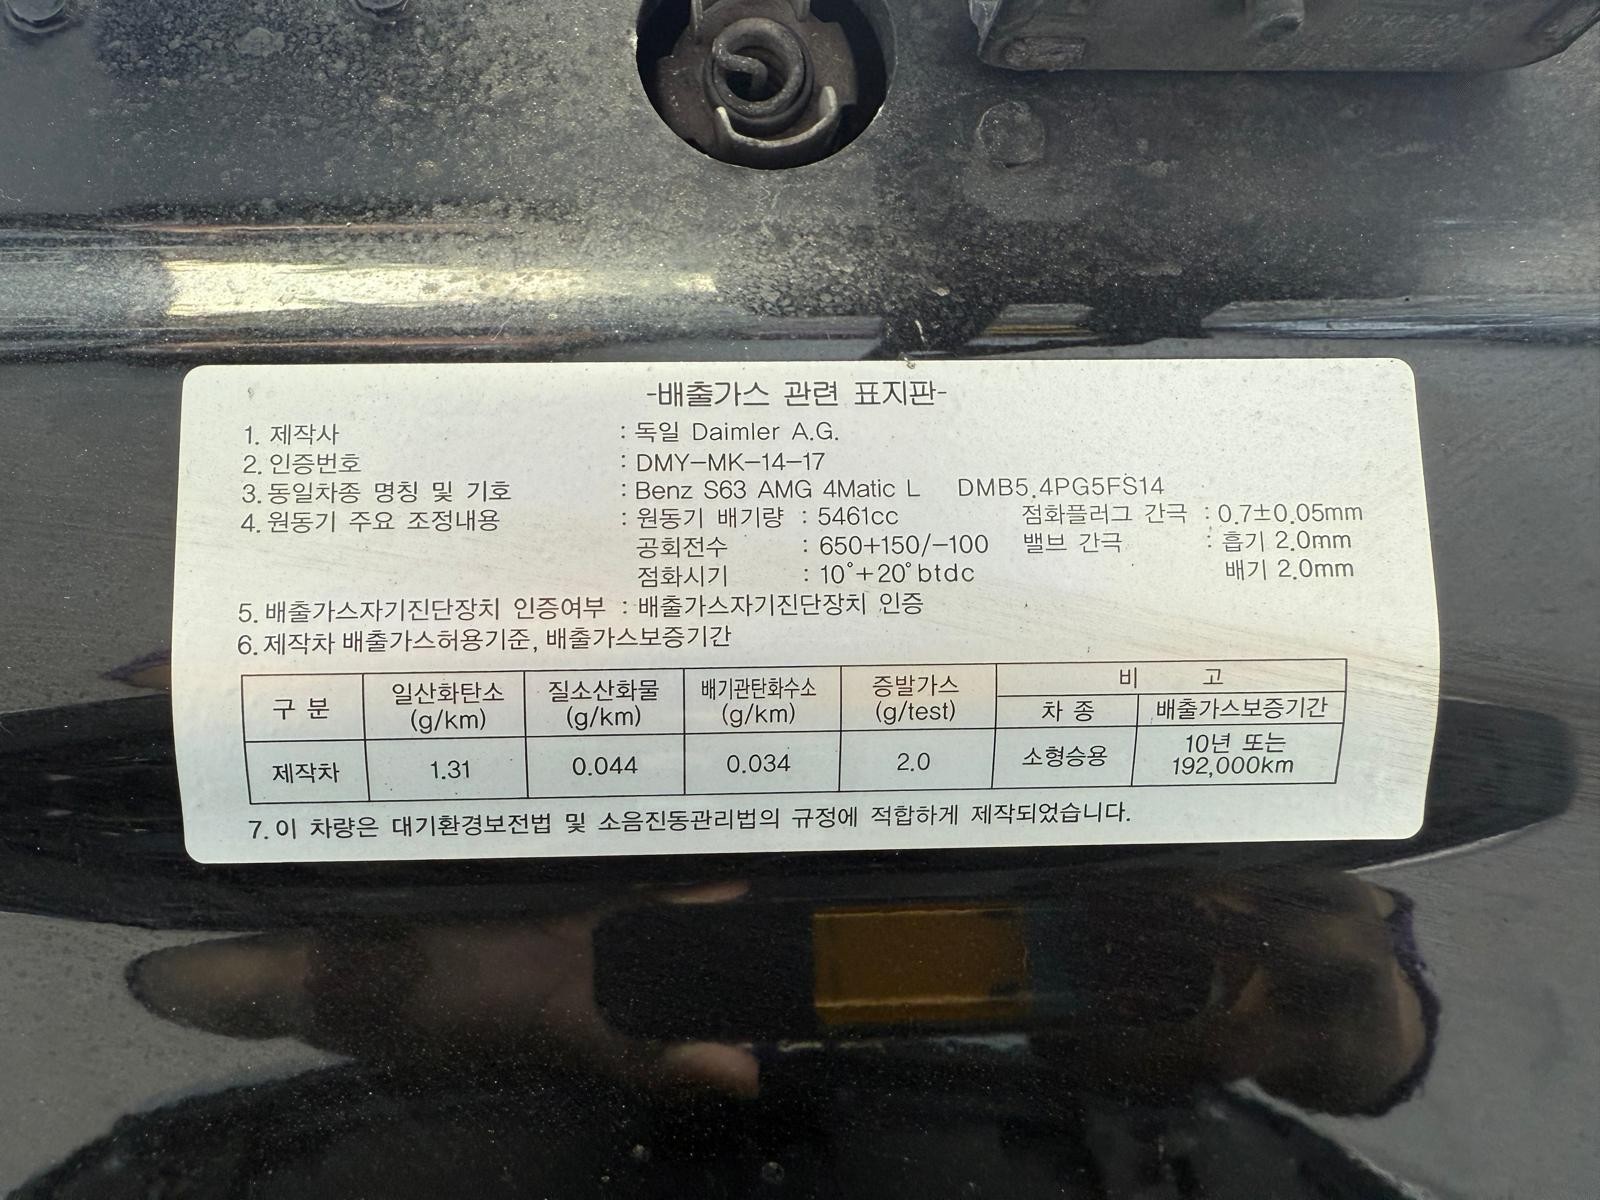 -배출가스 관련 표지판-
1. 제작사 : 독일 Daimler A.G.
2. 인증번호 : DMY-MK-14-17
3. 동일차종 명칭 및 기호 : Benz S63 AMG 4Matic L DMB5.4PG5FS14
4. 원동기 주요 조정내용 : 원동기 배기량 : 5461cc 점화플러그 간극 : 0.7±0.05mm
공회전수 : 650+150/-100 밸브 간극 : 흡기 2.0mm
점화시기 : 10°+20°btdc 배기 2.0mm
5. 배출가스자기진단장치 인증여부 : 배출가스자기진단장치 인증
6. 제작차 배출가스허용기준, 배출가스보증기간
구 분 일산화탄소 (g/km) 질소산화물 (g/km) 배기관탄화수소 (g/km) 증발가스 (g/test) 비 고
차 종 배출가스보증기간
제작차 1.31 0.044 0.034 2.0 소형승용 10년 또는 192,000km
7. 이 차량은 대기환경보전법 및 소음진동관리법의 규정에 적합하게 제작되었습니다.